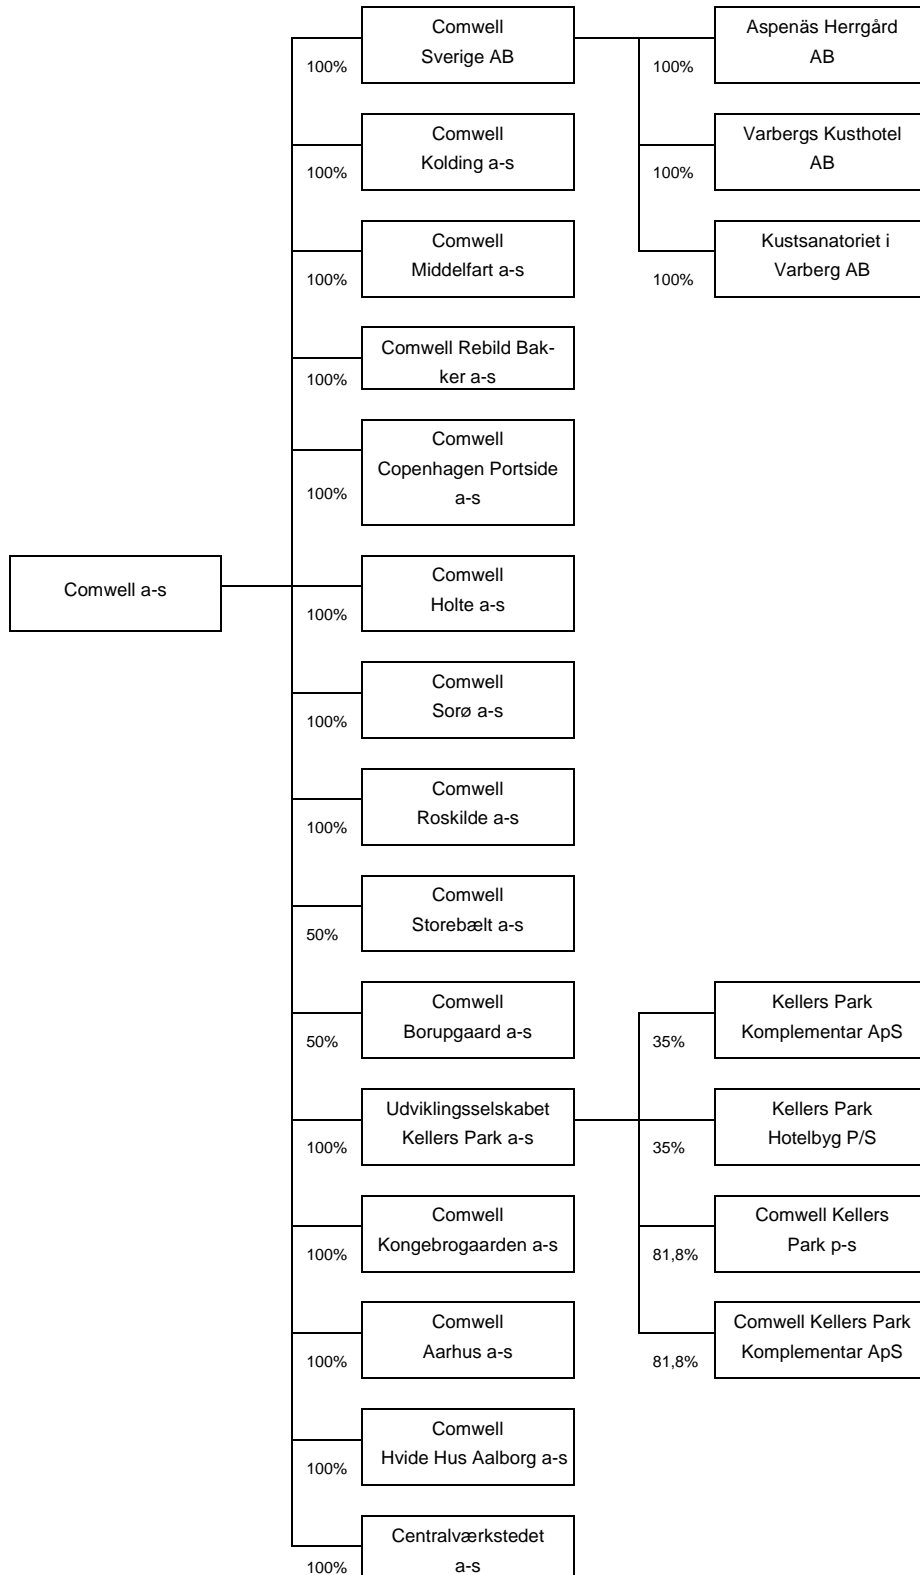 Comwell
Sverige AB
100%
Aspenäs Herrgård
AB
100%
Comwell
Kolding a-s
100%
Varbergs Kusthotel
AB
100%
Comwell
Middelfart a-s
100%
Kustsanatoriet i
Varberg AB
100%
Comwell Rebild Bak-
ker a-s
100%
Comwell
Copenhagen Portside
a-s
100%
Comwell a-s
Comwell
Holte a-s
100%
Comwell
Sorø a-s
100%
Comwell
Roskilde a-s
100%
Comwell
Storebælt a-s
50%
Comwell
Borupgaard a-s
50%
Kellers Park
Komplementar ApS
35%
Udviklingsselskabet
Kellers Park a-s
100%
Kellers Park
Hotelbyg P/S
35%
Comwell
Kongebrogaarden a-s
100%
Comwell Kellers
Park p-s
81,8%
Comwell
Aarhus a-s
100%
Comwell Kellers Park
Komplementar ApS
81,8%
Comwell
Hvide Hus Aalborg a-s
100%
Centralværkstedet
a-s
100%